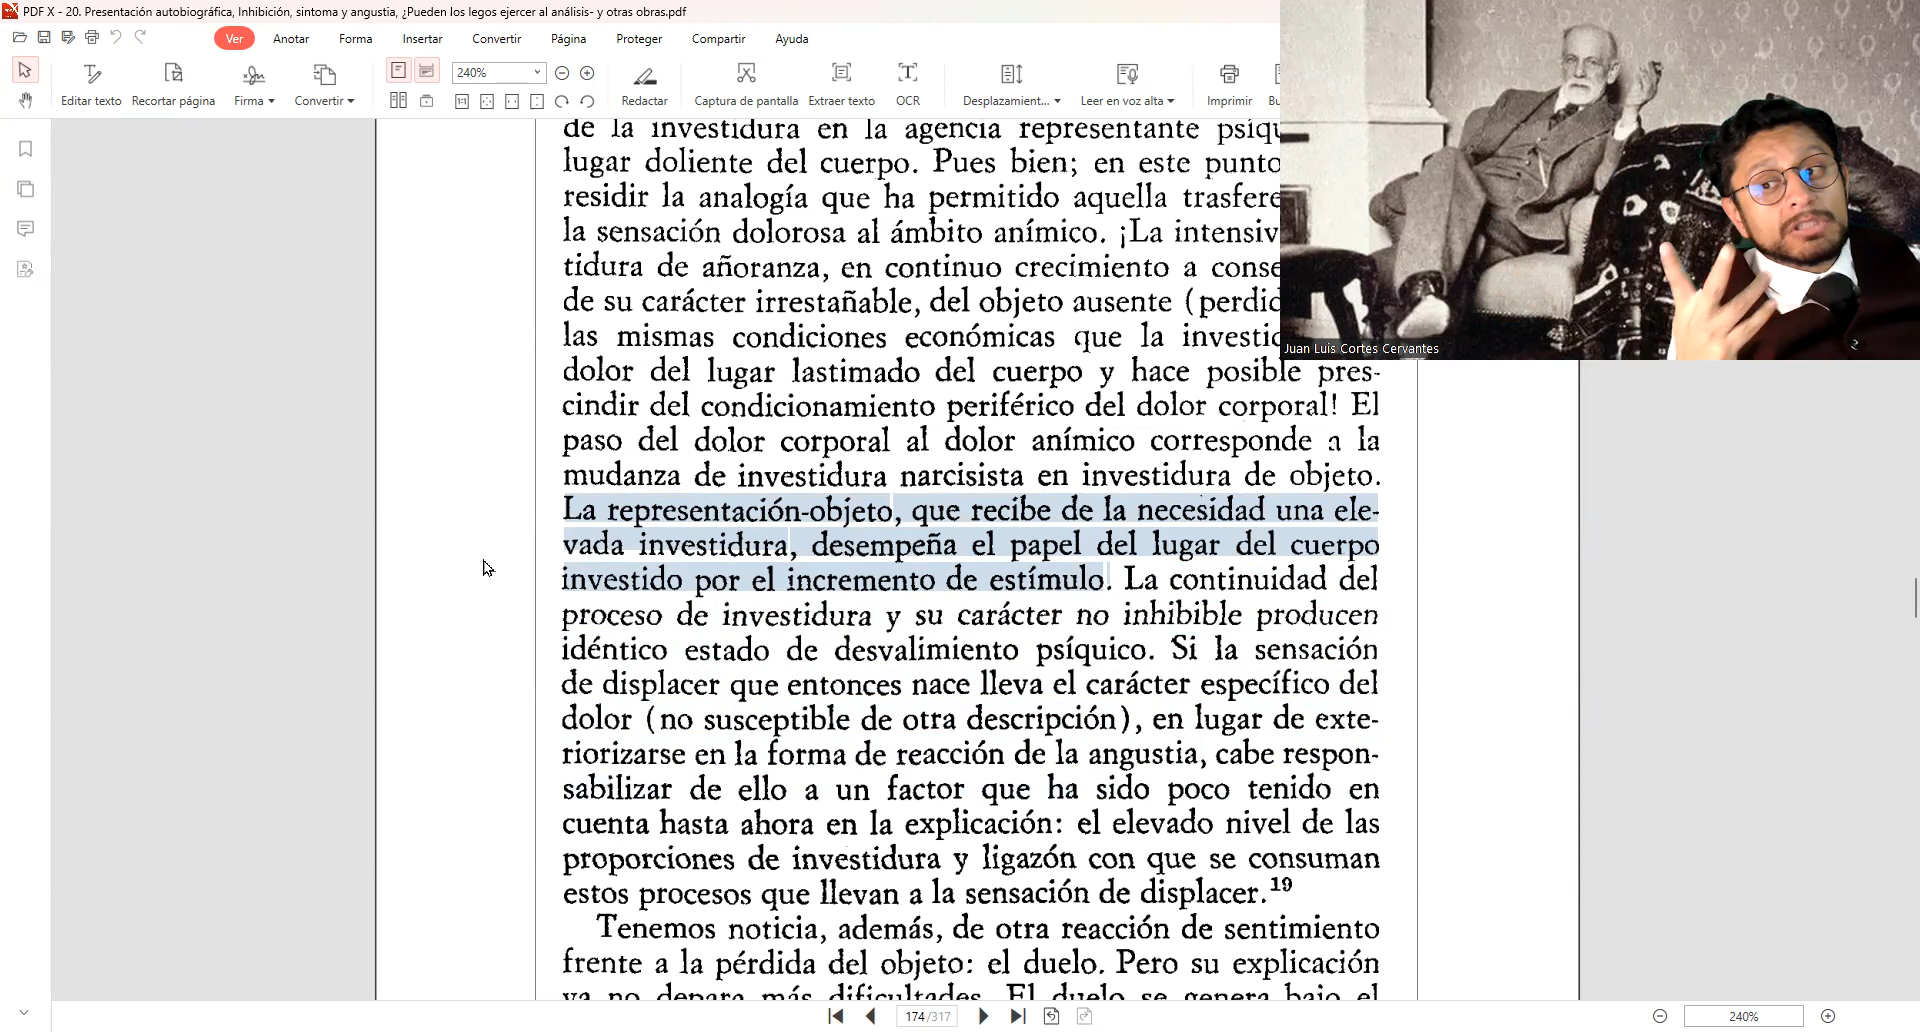 PDF X - 20. Presentación autobiográfica, Inhibición, sintoma y angustia, ¿Pueden los legos ejercer al análisis- y otras obras.pdf
Ver Anotar Forma Insertar Convertir Página Proteger Compartir Ayuda
240%
Editar texto Recortar página Firma Convertir Redactar Captura de pantalla Extraer texto OCR Desplazamient... Leer en voz alta Imprimir Bu
de la investidura en la agencia representante psíqu
lugar doliente del cuerpo. Pues bien; en este punto
residir la analogía que ha permitido aquella trasfere
la sensación dolorosa al ámbito anímico. ¡La intensiv
tidura de añoranza, en continuo crecimiento a conse
de su carácter irrestañable, del objeto ausente (perdid
las mismas condiciones económicas que la investid
dolor del lugar lastimado del cuerpo y hace posible pres-
cindir del condicionamiento periférico del dolor corporal! El
paso del dolor corporal al dolor anímico corresponde a la
mudanza de investidura narcisista en investidura de objeto.
La representación-objeto, que recibe de la necesidad una ele-
vada investidura, desempeña el papel del lugar del cuerpo
investido por el incremento de estímulo. La continuidad del
proceso de investidura y su carácter no inhibible producen
idéntico estado de desvalimiento psíquico. Si la sensación
de displacer que entonces nace lleva el carácter específico del
dolor (no susceptible de otra descripción), en lugar de exte-
riorizarse en la forma de reacción de la angustia, cabe respon-
sabilizar de ello a un factor que ha sido poco tenido en
cuenta hasta ahora en la explicación: el elevado nivel de las
proporciones de investidura y ligazón con que se consuman
estos procesos que llevan a la sensación de displacer.19
Tenemos noticia, además, de otra reacción de sentimiento
frente a la pérdida del objeto: el duelo. Pero su explicación
ya no depara más dificultades. El duelo se genera bajo el
Juan Luis Cortes Cervantes
174 /317
240%